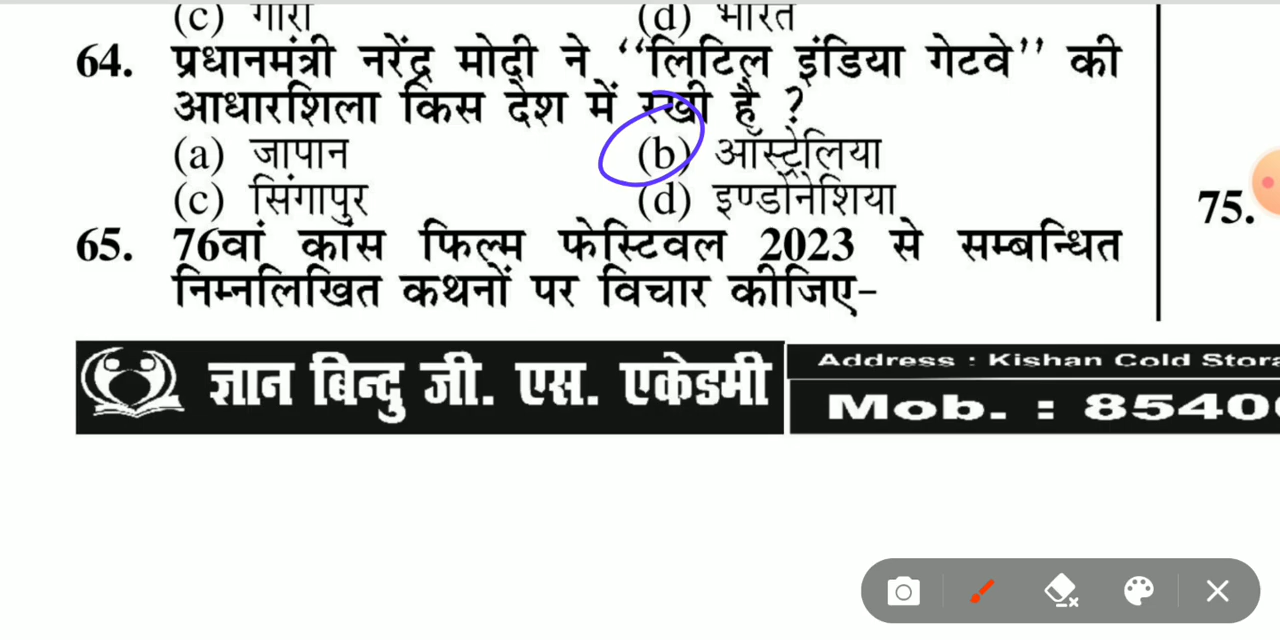 (c) गोरा
(d) भारत
64. प्रधानमंत्री नरेंद्र मोदी ने “लिटिल इंडिया गेटवे” की
आधारशिला किस देश में रखी है ?
(a) जापान (b) ऑस्ट्रेलिया
(c) सिंगापुर (d) इण्डोनेशिया
65. 76वां कांस फिल्म फेस्टिवल 2023 से सम्बन्धित
निम्नलिखित कथनों पर विचार कीजिए-
75.
ज्ञान बिन्दु जी. एस. एकेडमी
Address : Kishan Cold
Mob. : 8540